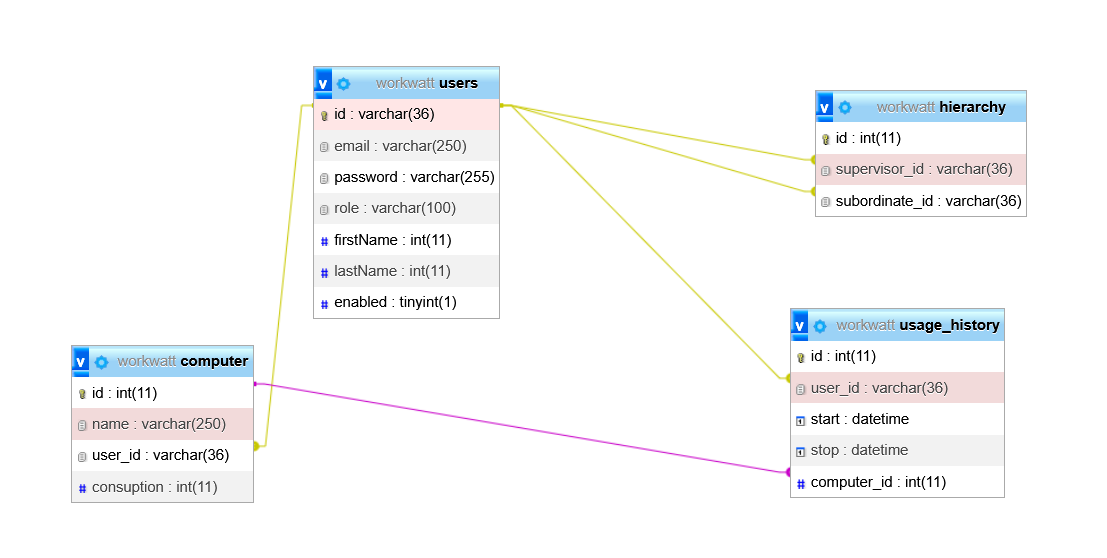 v workwatt users
id : varchar(36)
email : varchar(250)
password : varchar(255)
role : varchar(100)
# firstName : int(11)
# lastName : int(11)
enabled : tinyint(1)
v workwatt hierarchy
id : int(11)
supervisor_id : varchar(36)
subordinate_id : varchar(36)
v workwatt computer
id : int(11)
name : varchar(250)
user_id : varchar(36)
# consuption : int(11)
v workwatt usage_history
id : int(11)
user_id : varchar(36)
start : datetime
stop : datetime
# computer_id : int(11)